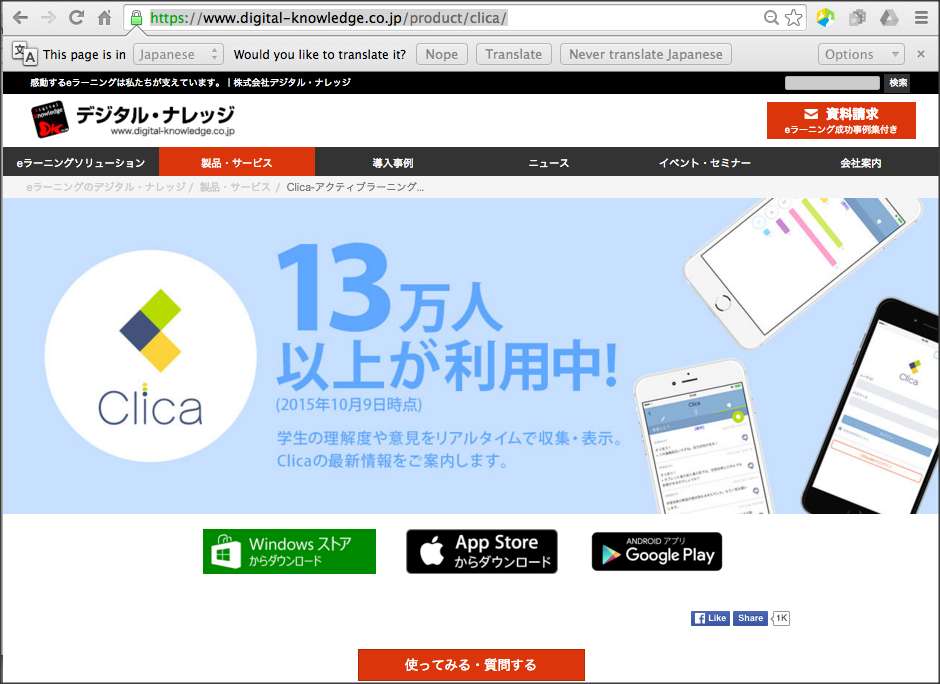 https://www.digital-knowledge.co.jp/product/clica/
This page is in Japanese Would you like to translate it? Nope Translate Never translate Japanese Options
感動するeラーニングは私たちが支えています。 | 株式会社デジタル・ナレッジ
検索
デジタル・ナレッジ
www.digital-knowledge.co.jp
資料請求
eラーニング成功事例集付き
eラーニングソリューション 製品・サービス 導入事例 ニュース イベント・セミナー 会社案内
eラーニングのデジタル・ナレッジ / 製品・サービス / Clica-アクティブラーニング...
Clica
13万人
以上が利用中!
(2015年10月9日時点)
学生の理解度や意見をリアルタイムで収集・表示。
Clicaの最新情報をご案内します。
Clica
Clica
Windows ストア
からダウンロード
App Store
からダウンロード
ANDROID アプリ
Google Play
Like Share 1K
使ってみる・質問する